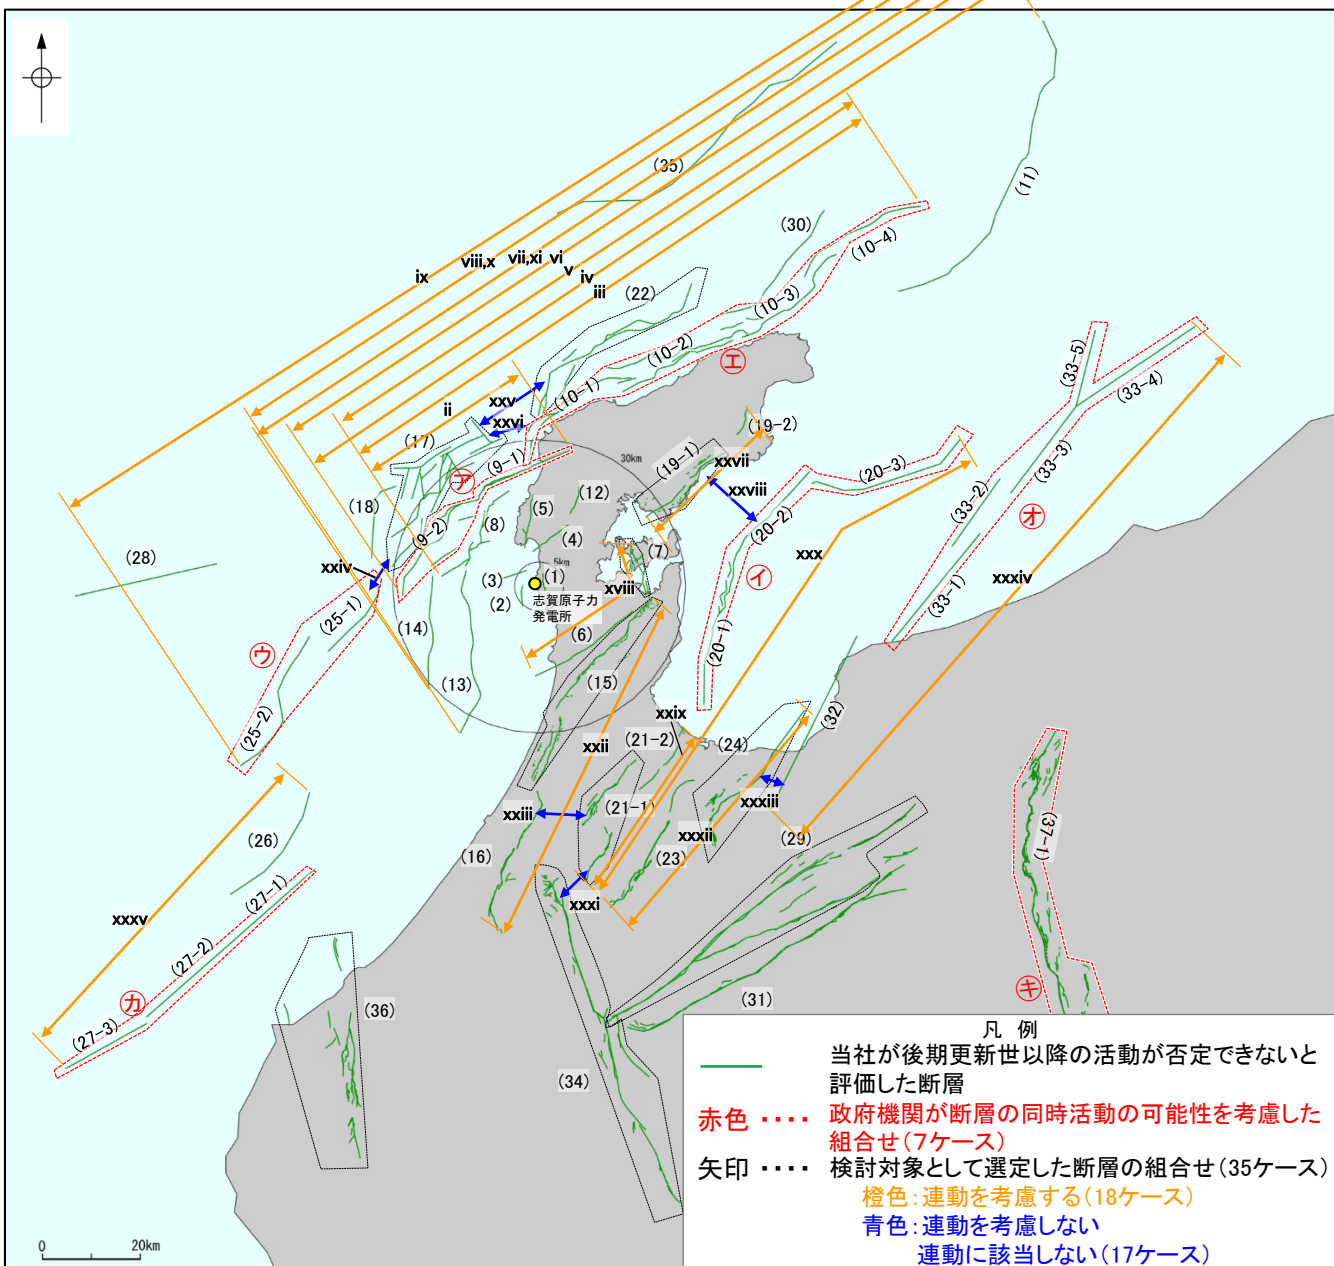 (35)
(11)
(30)
(10-4)
ix
viii,x
vii,xi
vi
v
iv
iii
(22)
(10-3)
(10-2)
エ
(33-5)
(33-4)
xxv
(10-1)
ii
xxvi
(19-2)
(17)
(9-1)
30km
(19-1)
xxvii
(20-3)
(33-3)
ア
xxviii
(33-2)
(18)
(12)
(5)
(8)
(20-2)
オ
(9-2)
(4)
(7)
xxx
(28)
xxiv
5km
(3)
(1)
イ
xxxiv
(2)
志賀原子力
発電所
xviii
(33-1)
(25-1)
(14)
(6)
(20-1)
ウ
(13)
(15)
xxix
(32)
(25-2)
xxii
(21-2)
(24)
xxiii
(21-1)
xxxiii
xxxii
(29)
(37-1)
(26)
(16)
(23)
(27-1)
xxxi
xxxv
(27-2)
カ
キ
(27-3)
(36)
(31)
(34)
凡 例
当社が後期更新世以降の活動が否定できないと
評価した断層
赤色 ‥‥ 政府機関が断層の同時活動の可能性を考慮した
組合せ(7ケース)
矢印 ‥‥ 検討対象として選定した断層の組合せ(35ケース)
橙色:連動を考慮する(18ケース)
青色:連動を考慮しない
連動に該当しない(17ケース)
0 20km